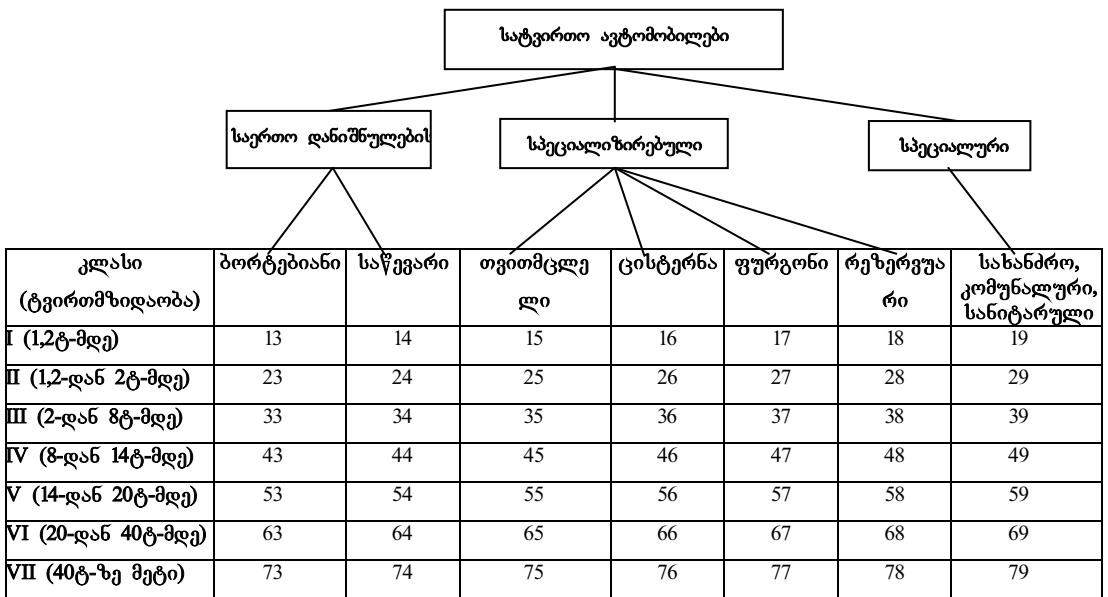 სატვირთო ავტომობილები
საერთო დანიშნულების
სპეციალიზირებული
სპეციალური
კლასი
(ტვირთმზიდაობა)
ბორტებიანი
საწევარი
თვითმცლე
ლი
ცისტერნა
ფურგონი
რეზერვუა
რი
სახანძრო,
კომუნალური,
სანიტარული
I (1,2ტ-მდე) 13 14 15 16 17 18 19
II (1,2-დან 2ტ-მდე) 23 24 25 26 27 28 29
III (2-დან 8ტ-მდე) 33 34 35 36 37 38 39
IV (8-დან 14ტ-მდე) 43 44 45 46 47 48 49
V (14-დან 20ტ-მდე) 53 54 55 56 57 58 59
VI (20-დან 40ტ-მდე) 63 64 65 66 67 68 69
VII (40ტ-ზე მეტი) 73 74 75 76 77 78 79